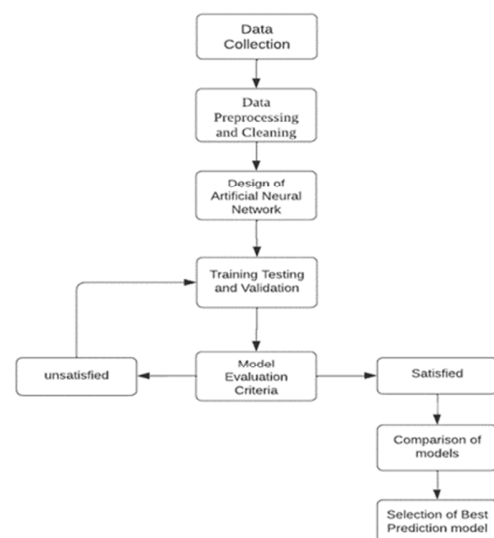 Data
Collection
Data
Preprocessing
and Cleaning
Design of
Artificial Neural
Network
Training Testing
and Validation
unsatisfied
Model
Evaluation
Criteria
Satisfied
Comparison of
models
Selection of Best
Prediction model